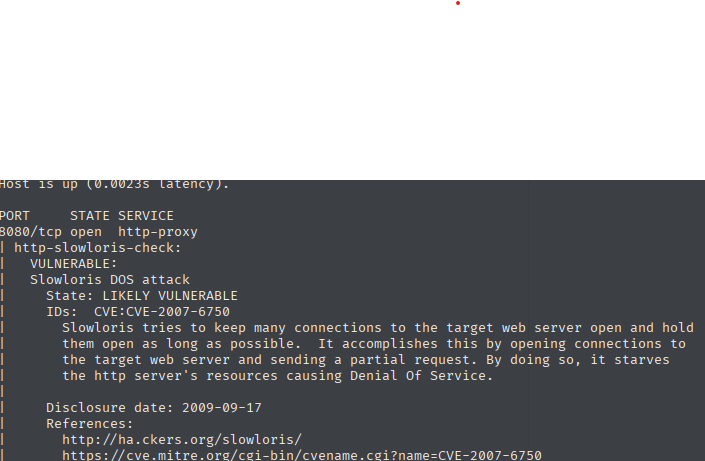 Host is up (0.0023s latency).
PORT     STATE SERVICE
8080/tcp open  http-proxy
| http-slowloris-check:
|   VULNERABLE:
|   Slowloris DOS attack
|     State: LIKELY VULNERABLE
|     IDs:  CVE:CVE-2007-6750
|       Slowloris tries to keep many connections to the target web server open and hold
|       them open as long as possible.  It accomplishes this by opening connections to
|       the target web server and sending a partial request. By doing so, it starves
|       the http server's resources causing Denial Of Service.
|
|     Disclosure date: 2009-09-17
|     References:
|       http://ha.ckers.org/slowloris/
|       https://cve.mitre.org/cgi-bin/cvename.cgi?name=CVE-2007-6750